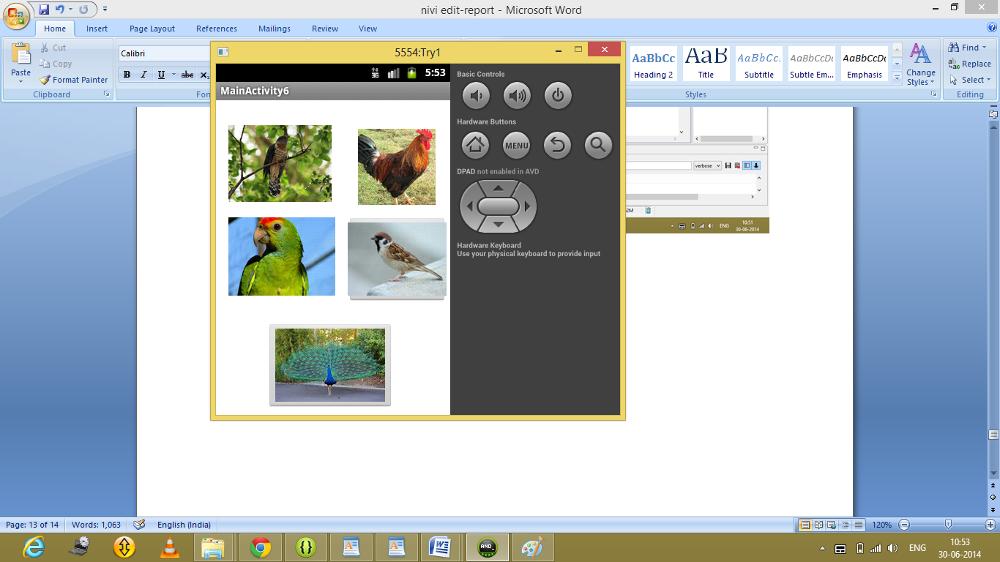 nivi edit-report - Microsoft Word
Home Insert Page Layout References Mailings Review View
Paste
Cut
Copy
Format Painter
Clipboard
Calibri
B I U abc x₂
Fon
AaBbCc AaB AaBbCcL AaBbCcDc AaBbCcDc
Heading 2 Title Subtitle Subtle Em... Emphasis
Change
Styles
Styles
Find
Replace
Select
Editing
5554:Try1
3G 5:53
MainActivity6
Basic Controls
Hardware Buttons
MENU
DPAD not enabled in AVD
Hardware Keyboard
Use your physical keyboard to provide input
verbose
ENG
10:51
30-06-2014
Page: 13 of 14 Words: 1,063 English (India) 120%
AND_
ENG
10:53
30-06-2014